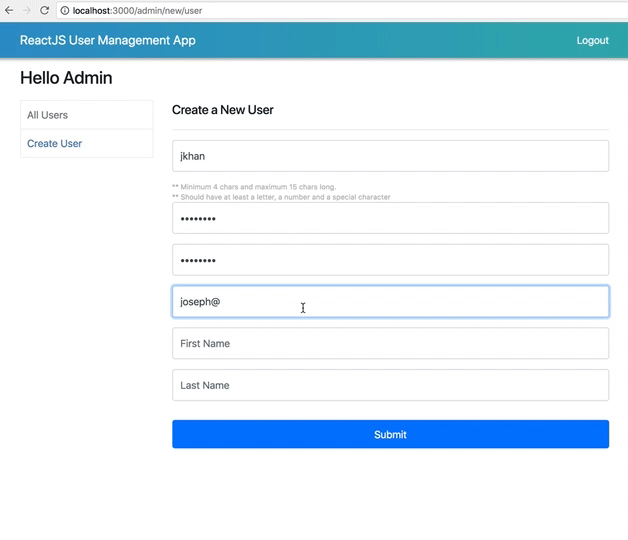 localhost:3000/admin/new/user
ReactJS User Management App
Logout
Hello Admin
All Users
Create User
Create a New User
jkhan
** Minimum 4 chars and maximum 15 chars long.
** Should have at least a letter, a number and a special character
••••••••
••••••••
joseph@
First Name
Last Name
Submit